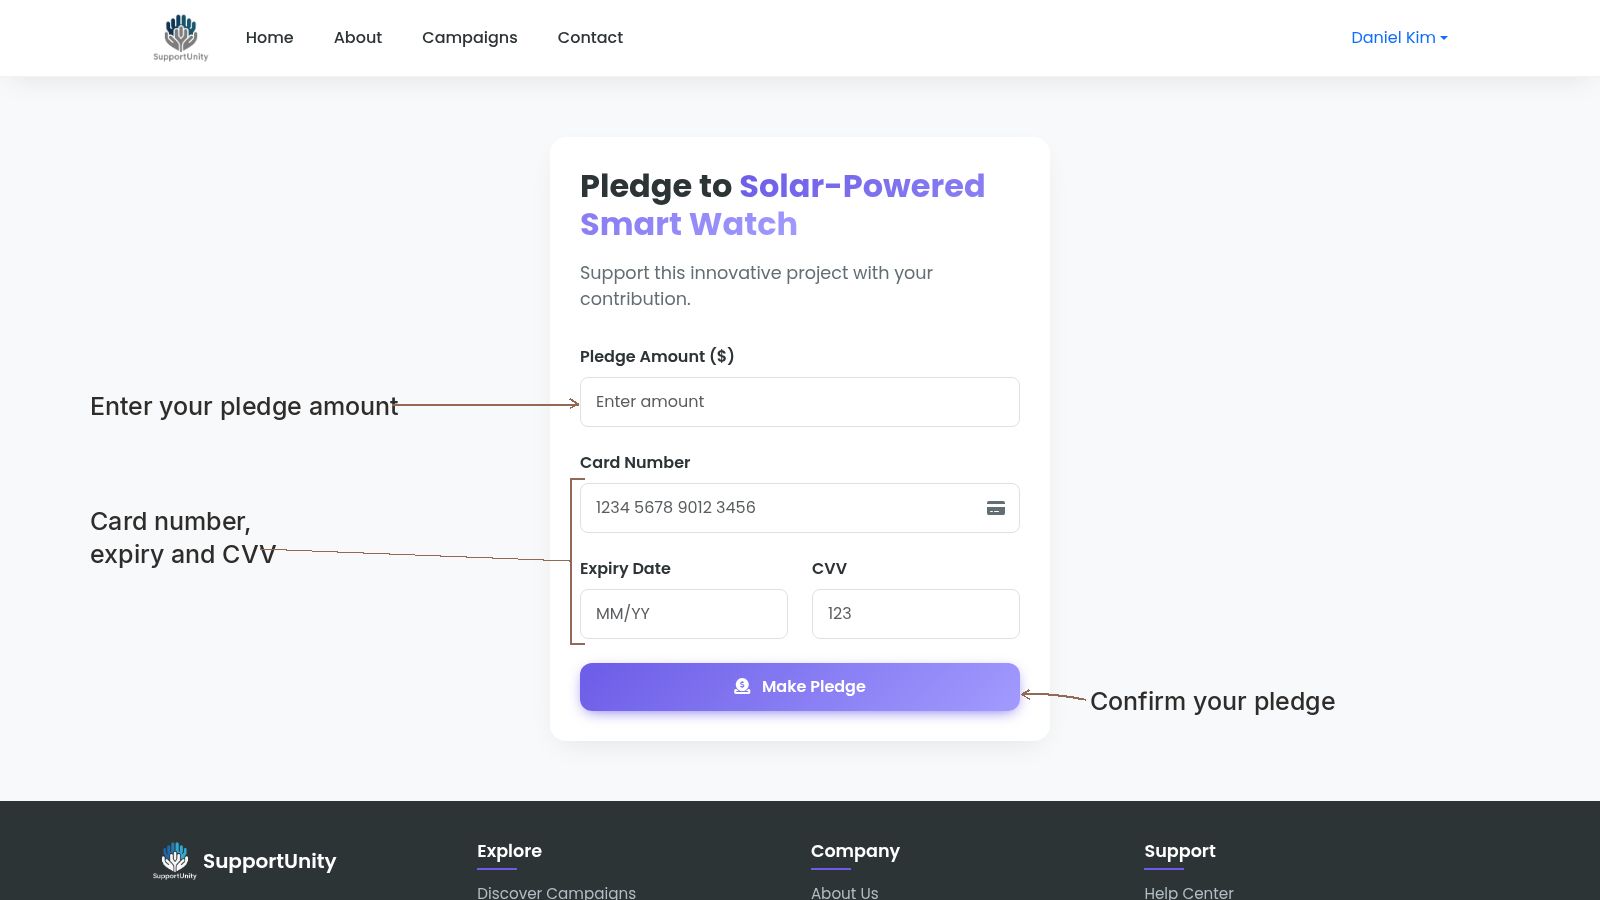 SupportUnity
Home
About
Campaigns
Contact
Daniel Kim
Pledge to Solar-Powered
Smart Watch
Support this innovative project with your
contribution.
Pledge Amount ($)
Enter your pledge amount
Enter amount
Card Number
1234 5678 9012 3456
Card number,
expiry and CVV
Expiry Date
CVV
MM/YY
123
Make Pledge
Confirm your pledge
SupportUnity
SupportUnity
Explore
Company
Support
Discover Campaigns
About Us
Help Center